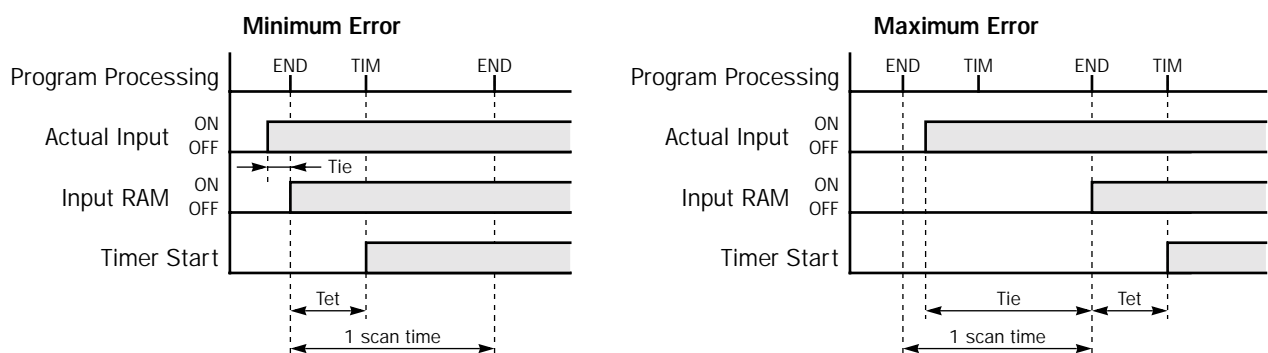 Minimum Error
Program Processing
END TIM END
Actual Input
ON
OFF
Tie
Input RAM
ON
OFF
Timer Start
Tet
1 scan time
Maximum Error
Program Processing
END TIM END TIM
Actual Input
ON
OFF
Input RAM
ON
OFF
Timer Start
Tie Tet
1 scan time